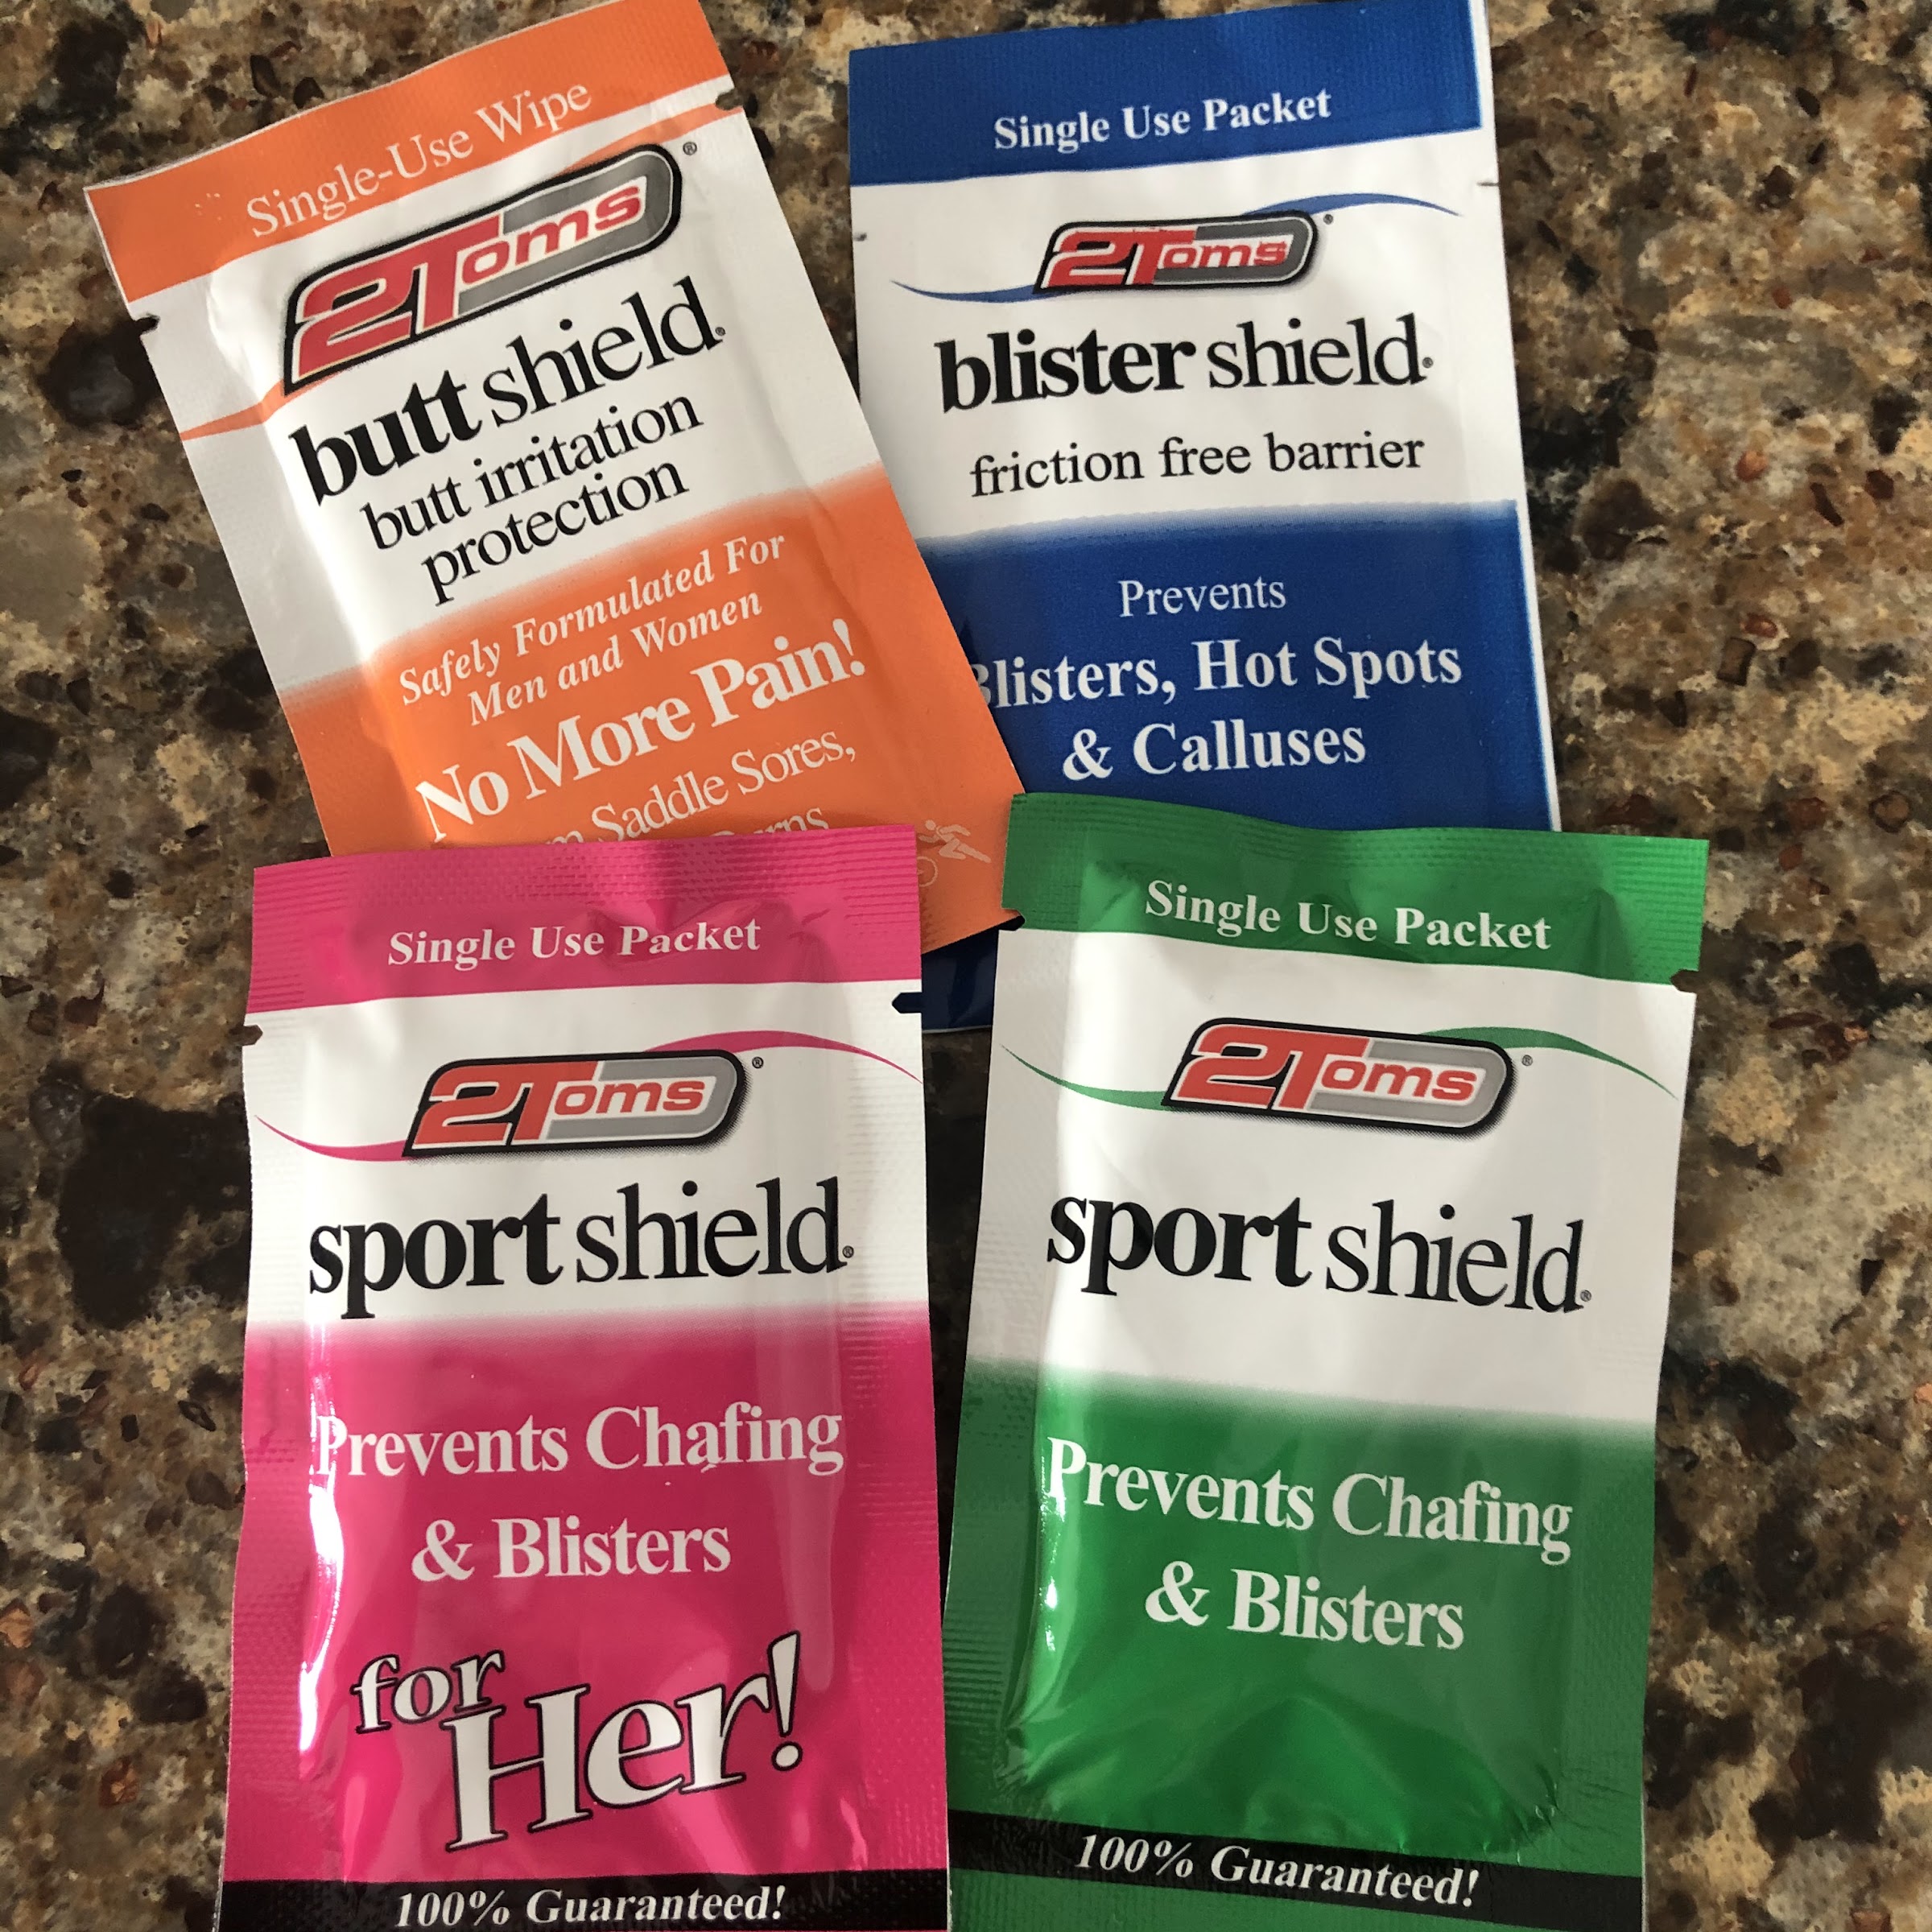 Single-Use Wipe
2Toms®
butt shield®
butt irritation
protection
Safely Formulated For
Men and Women
No More Pain!
Saddle Sores,
Single Use Packet
2Toms®
blister shield®
friction free barrier
Prevents
Blisters, Hot Spots
& Calluses
Single Use Packet
2Toms®
sport shield®
Prevents Chafing
& Blisters
for
Her!
100% Guaranteed!
Single Use Packet
2Toms®
sport shield®
Prevents Chafing
& Blisters
100% Guaranteed!